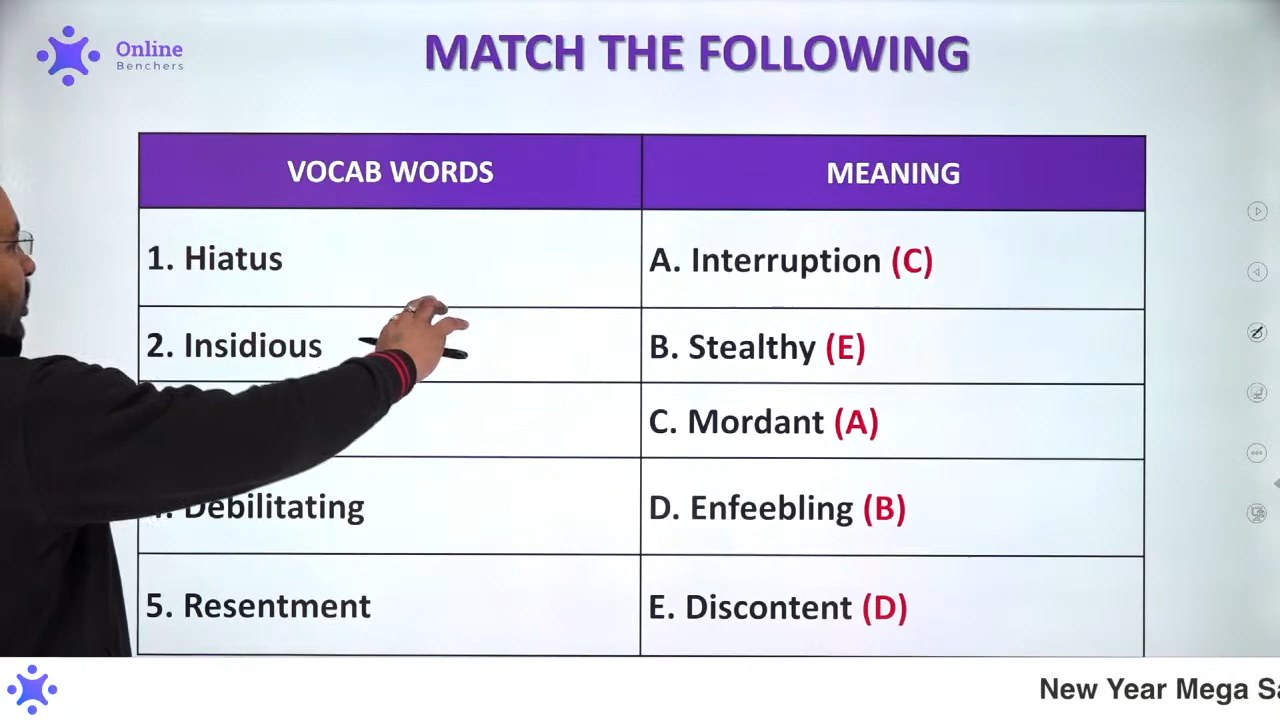 Online
Benchers
MATCH THE FOLLOWING
VOCAB WORDS
MEANING
1. Hiatus
A. Interruption (C)
2. Insidious
B. Stealthy (E)
C. Mordant (A)
4. Debilitating
D. Enfeebling (B)
5. Resentment
E. Discontent (D)
New Year Mega